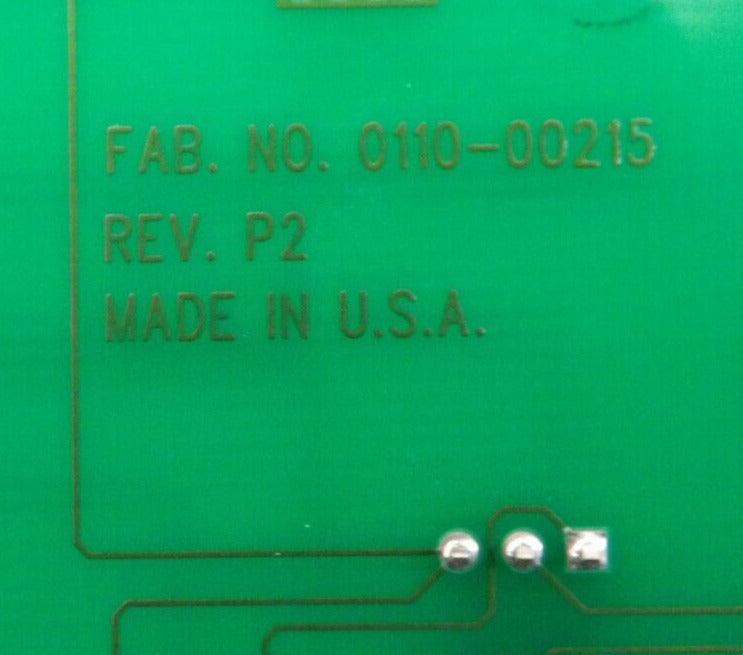 FAB. NO. 0110-00215
REV. P2
MADE IN U.S.A.